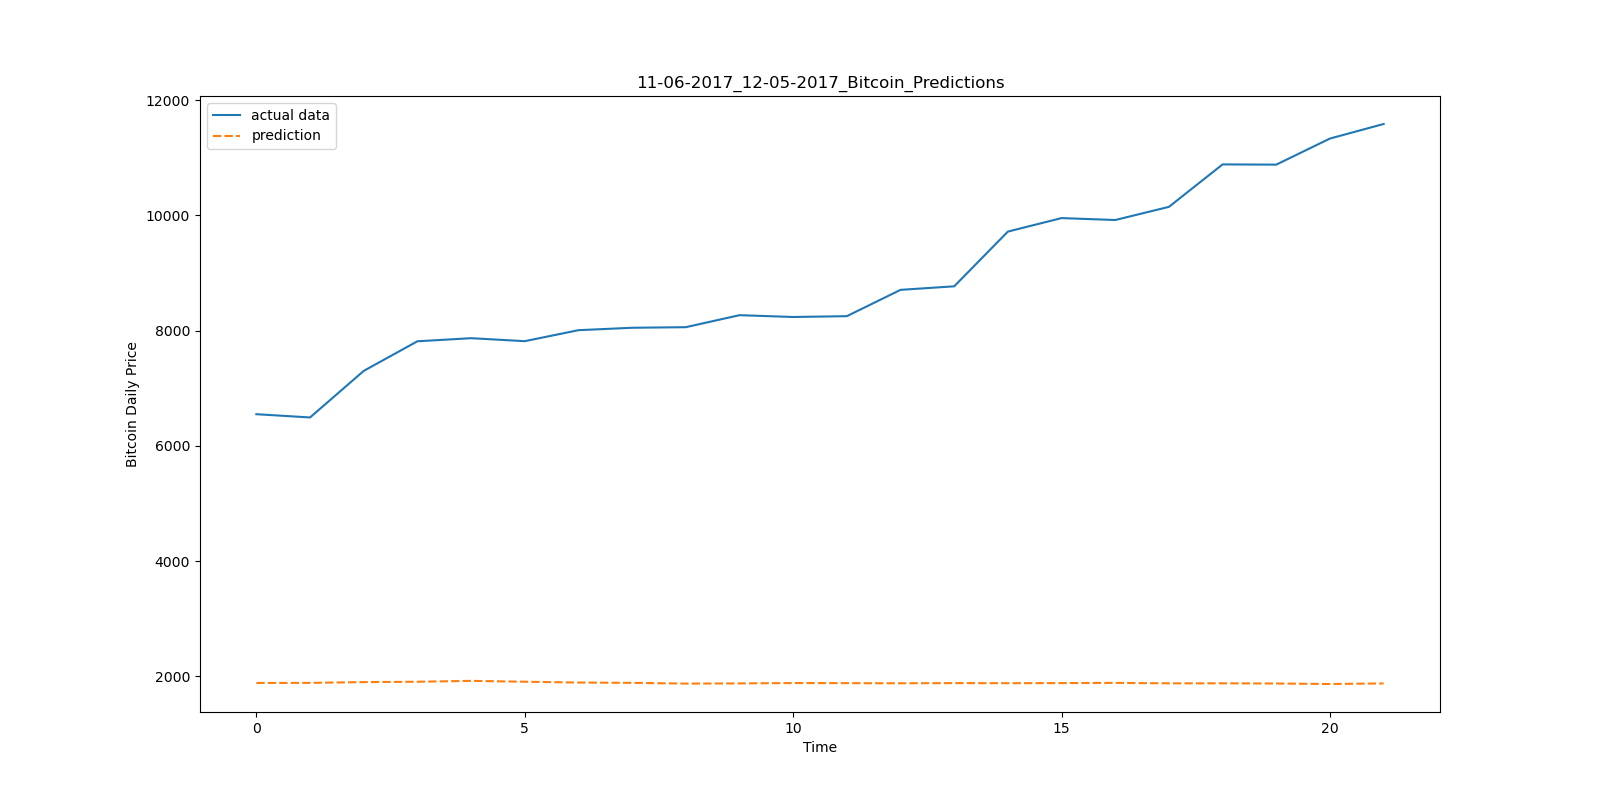 11-06-2017_12-05-2017_Bitcoin_Predictions
actual data
prediction
12000
10000
8000
6000
4000
2000
Bitcoin Daily Price
0 5 10 15 20
Time